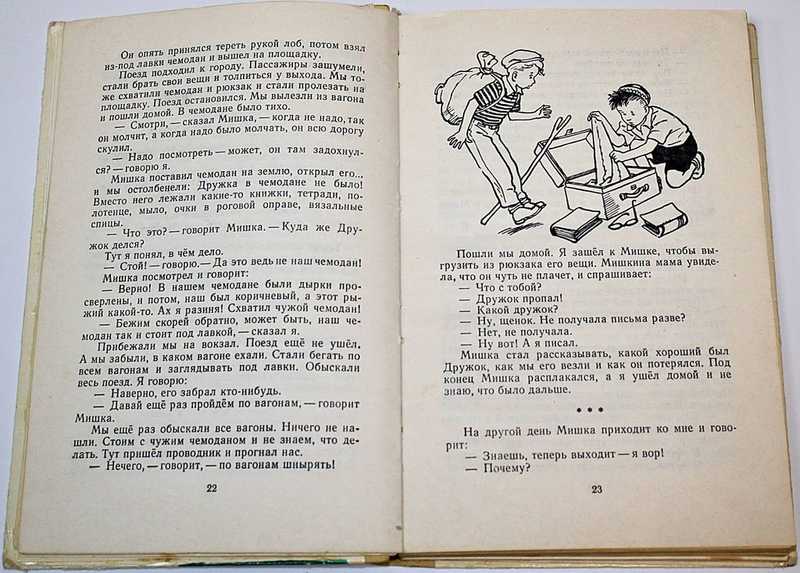 Он опять принялся тереть рукой лоб, потом взял
из-под лавки чемодан и вышел на площадку.
Поезд подходил к городу. Пассажиры зашумели,
стали брать свои вещи и толпиться у выхода. Мы то-
же схватили чемодан и рюкзак и стали пролезать на
площадку. Поезд остановился. Мы вылезли из вагона
и пошли домой. В чемодане было тихо.
— Смотри, — сказал Мишка, — когда не надо, так
он молчит, а когда надо было молчать, он всю дорогу
скулил.
— Надо посмотреть — может, он там задохнул-
ся? — говорю я.
Мишка поставил чемодан на землю, открыл его...
и мы остолбенели: Дружка в чемодане не было!
Вместо него лежали какие-то книжки, тетради, по-
лотенце, мыло, очки в роговой оправе, вязальные
спицы.
— Что это? — говорит Мишка. — Куда же Дру-
жок делся?
Тут я понял, в чём дело.
— Стой! — говорю. — Да это ведь не наш чемодан!
Мишка посмотрел и говорит:
— Верно! В нашем чемодане были дырки про-
сверлены, и потом, наш был коричневый, а этот ры-
жий какой-то. Ах я разиня! Схватил чужой чемодан!
— Бежим скорей обратно, может быть, наш че-
модан так и стоит под лавкой, — сказал я.
Прибежали мы на вокзал. Поезд ещё не ушёл.
А мы забыли, в каком вагоне ехали. Стали бегать по
всем вагонам и заглядывать под лавки. Обыскали
весь поезд. Я говорю:
— Наверно, его забрал кто-нибудь.
— Давай ещё раз пройдём по вагонам, — говорит
Мишка.
Мы ещё раз обыскали все вагоны. Ничего не на-
шли. Стоим с чужим чемоданом и не знаем, что де-
лать. Тут пришёл проводник и прогнал нас.
— Нечего, — говорит, — по вагонам шнырять!
22
Пошли мы домой. Я зашёл к Мишке, чтобы вы-
грузить из рюкзака его вещи. Мишкина мама увиде-
ла, что он чуть не плачет, и спрашивает:
— Что с тобой?
— Дружок пропал!
— Какой дружок?
— Ну, щенок. Не получала письма разве?
— Нет, не получала.
— Ну вот! А я писал.
Мишка стал рассказывать, какой хороший был
Дружок, как мы его везли и как он потерялся. Под
конец Мишка расплакался, а я ушёл домой и не
знаю, что было дальше.
* * *
На другой день Мишка приходит ко мне и гово-
рит:
— Знаешь, теперь выходит — я вор!
— Почему?
23